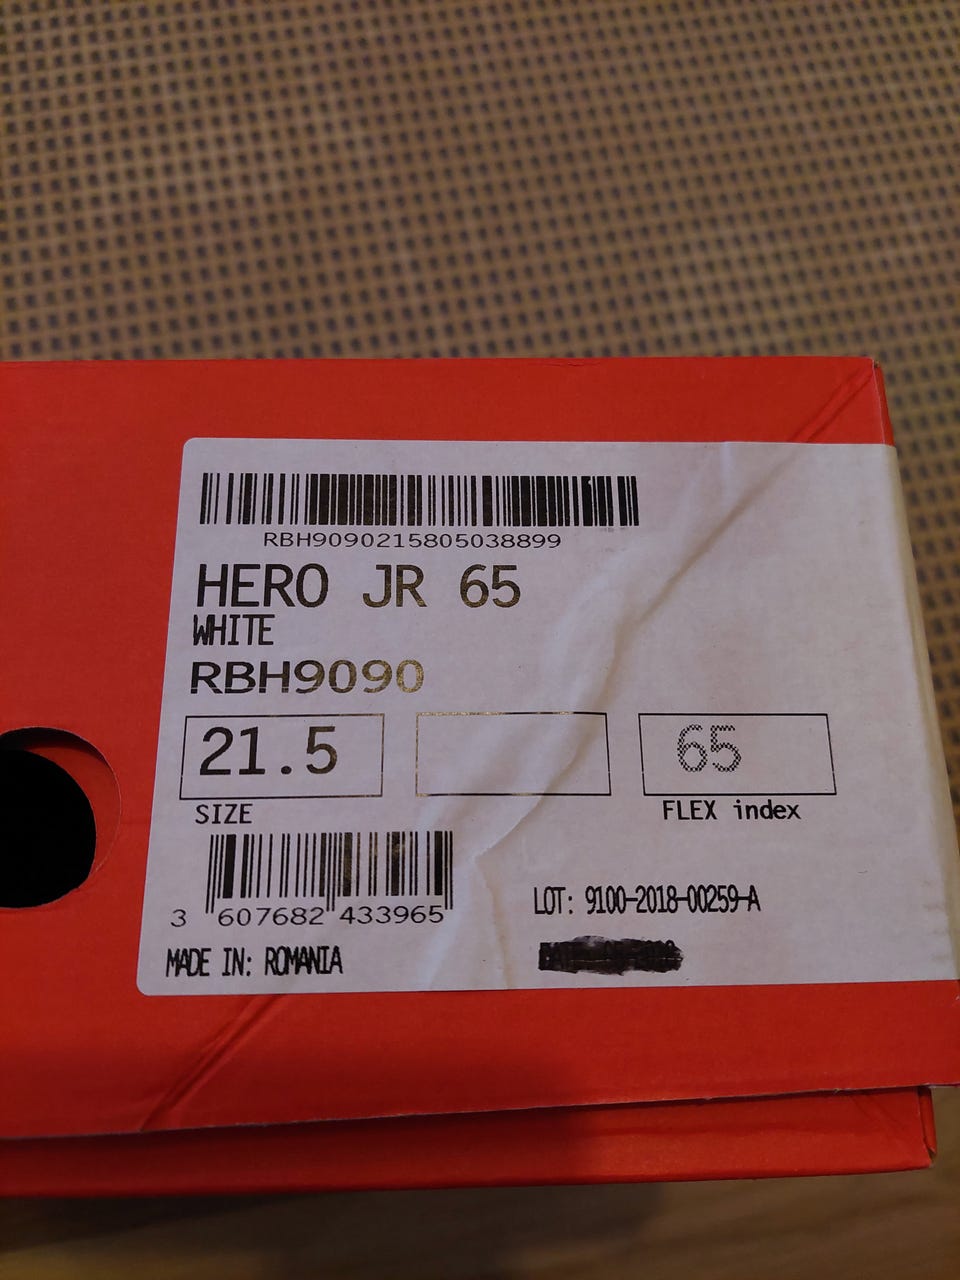 RBH9090215805038899
HERO JR 65
WHITE
RBH9090
21.5
65
SIZE
FLEX index
3 607682 433965
LOT: 9100-2018-00259-A
MADE IN: ROMANIA